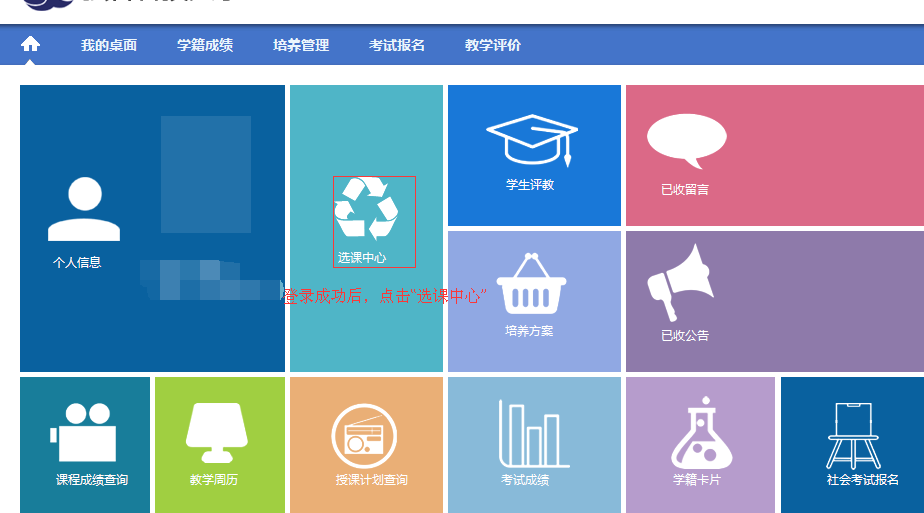 我的桌面 学籍成绩 培养管理 考试报名 教学评价
学生评教
已收留言
个人信息
选课中心
登录成功后，点击"选课中心"
培养方案
已收公告
课程成绩查询
教学周历
授课计划查询
考试成绩
学籍卡片
社会考试报名